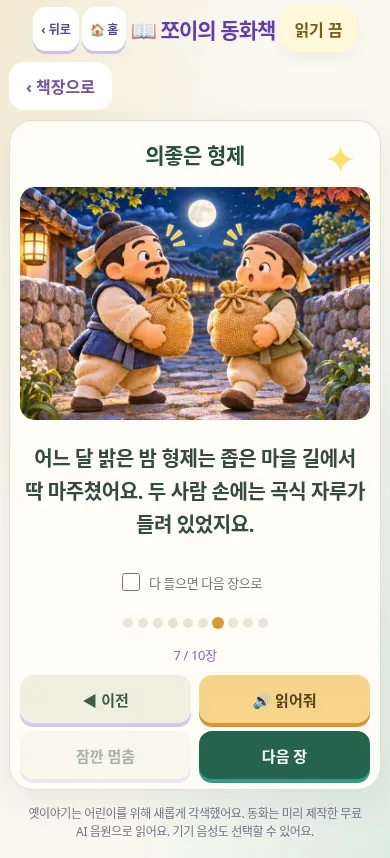 ‹ 뒤로 🏠 홈 📖 쪼이의 동화책 읽기 끔
‹ 책장으로
의좋은 형제
어느 달 밝은 밤 형제는 좁은 마을 길에서
딱 마주쳤어요. 두 사람 손에는 곡식 자루가
들려 있었지요.
다 들으면 다음 장으로
7 / 10장
◀ 이전 🔊 읽어줘
잠깐 멈춤 다음 장
옛이야기는 어린이를 위해 새롭게 각색했어요. 동화는 미리 제작한 무료
AI 음원으로 읽어요. 기기 음성도 선택할 수 있어요.